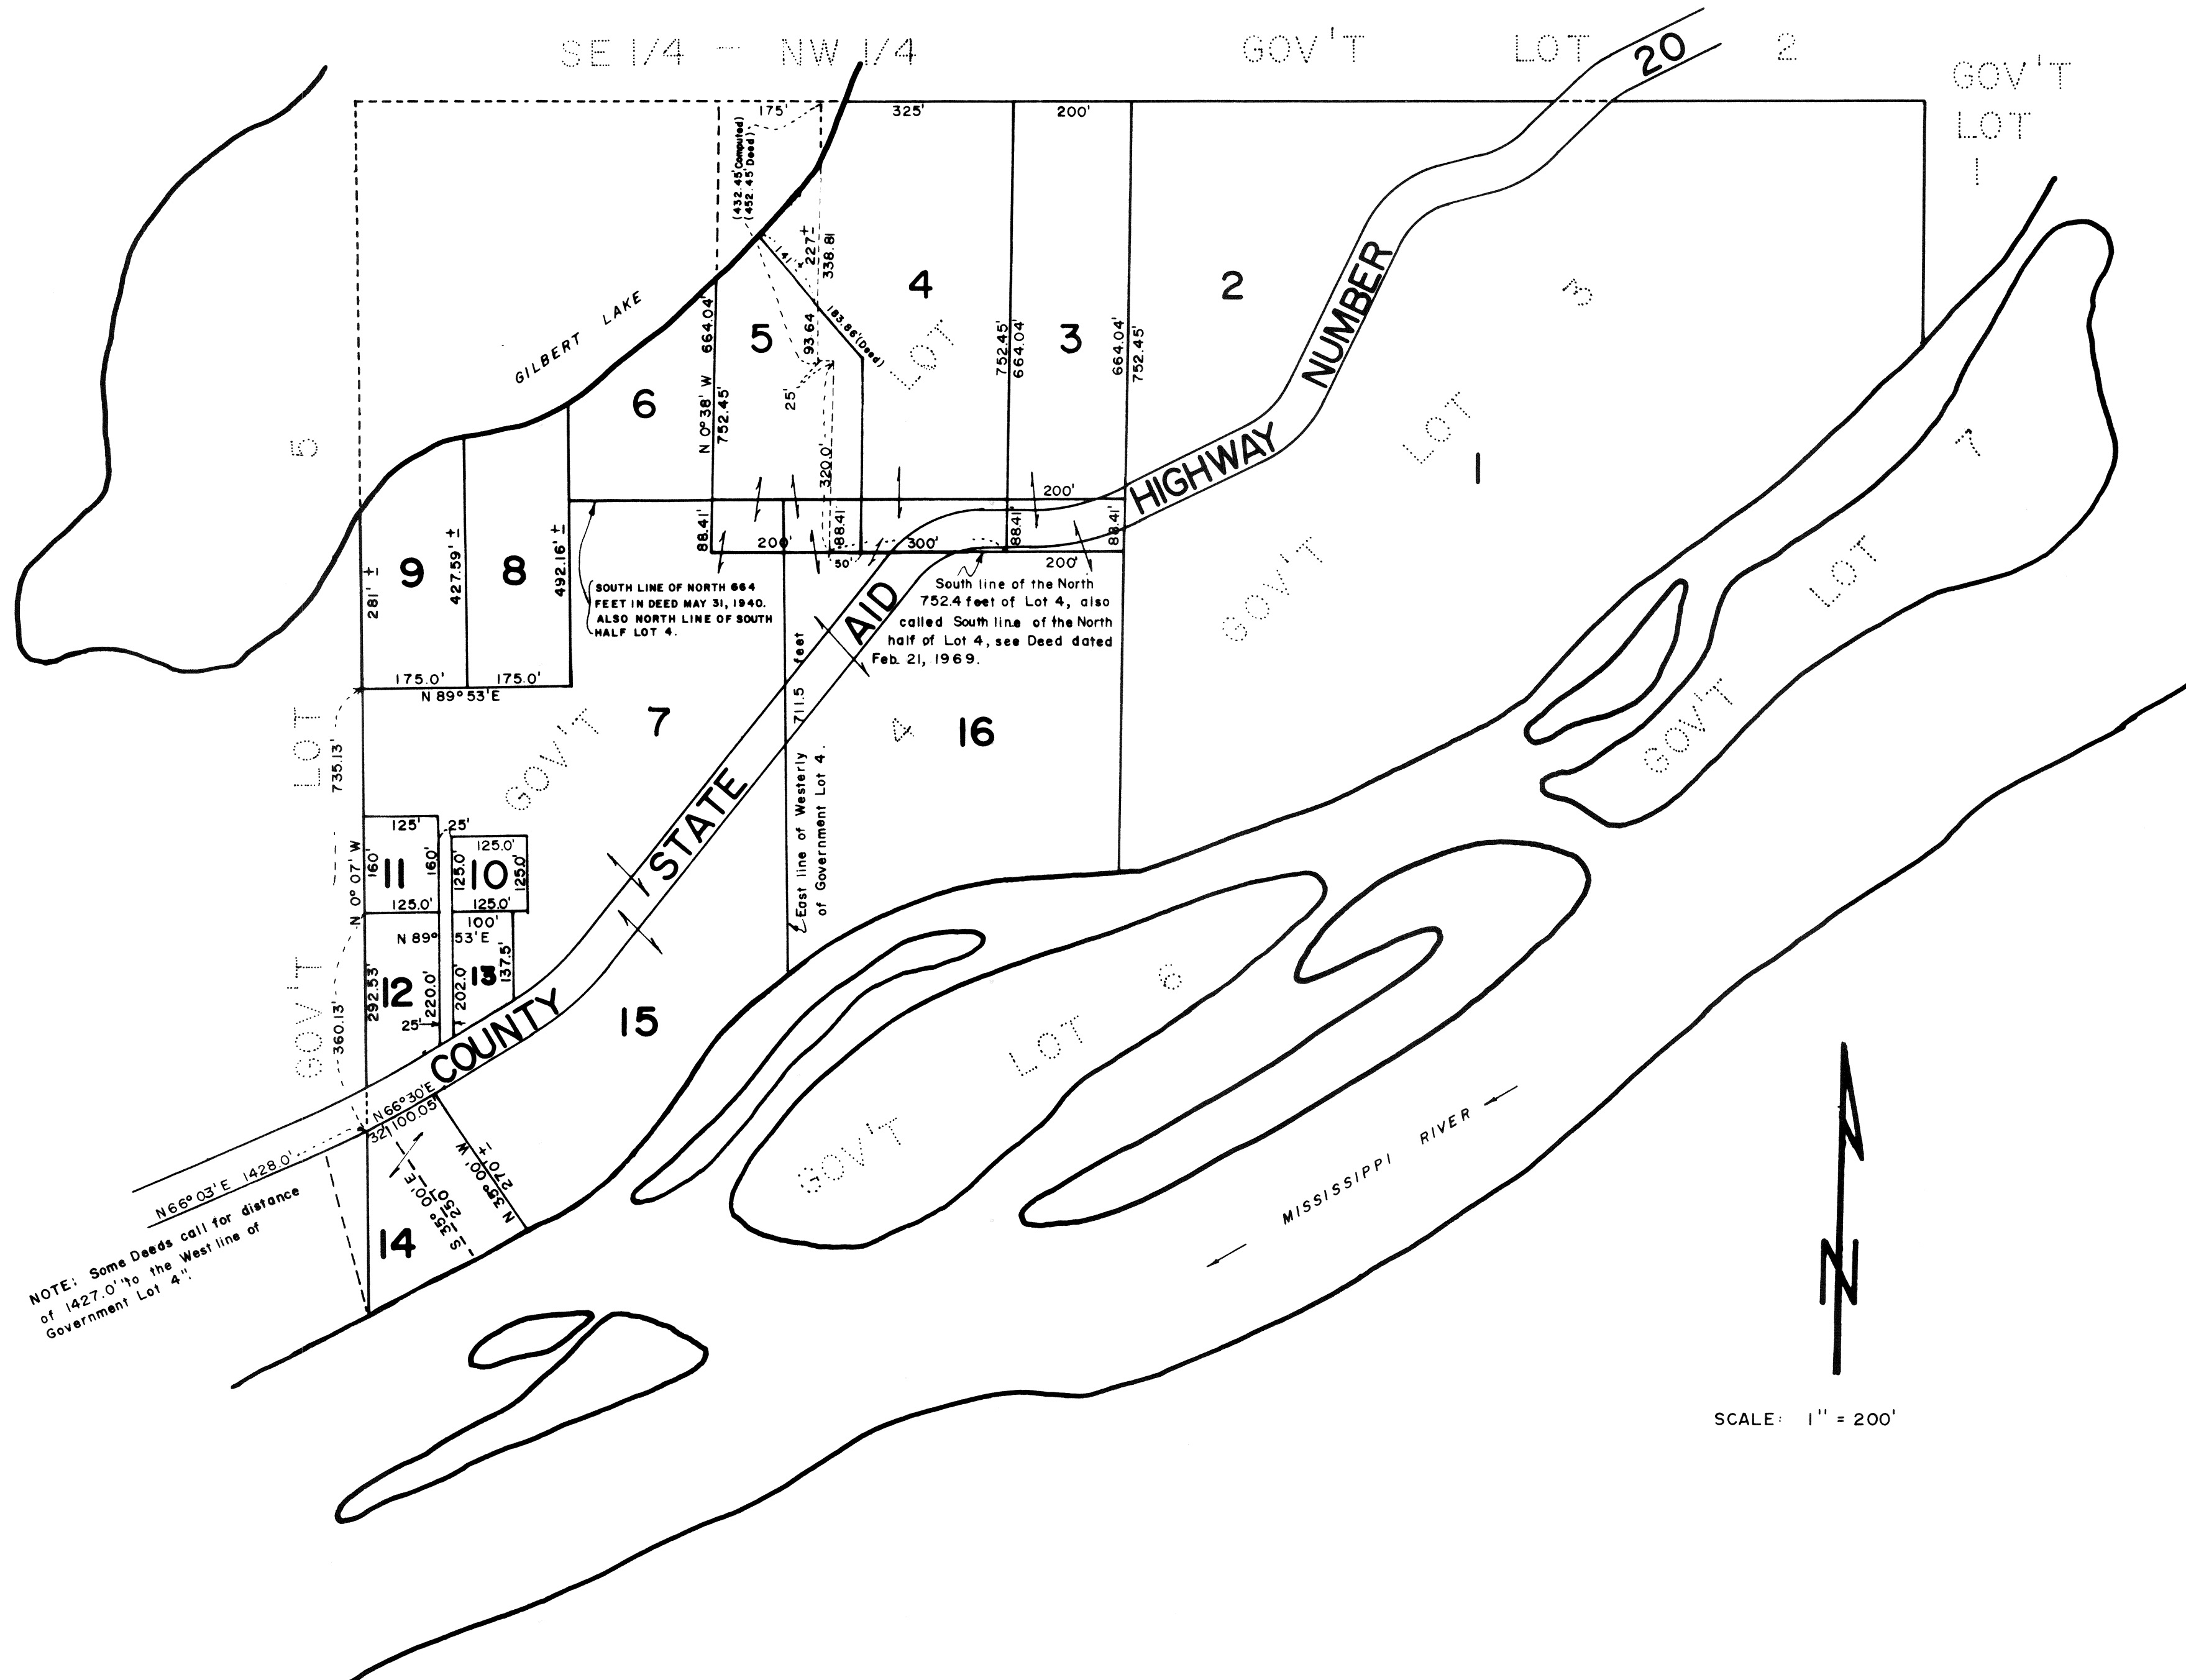 SE 1/4 — NW 1/4
GOV'T LOT 2
GOV'T
LOT
1
20
175'
325'
200'
(432.45' Computed)
(452.45' Deed)
141'
227±
338.81
93.64
183.86'(Deed)
25'
320.0'
GILBERT LAKE
664.04'
N 0° 38' W
752.45'
752.45'
664.04'
664.04'
752.45'
2
3
4
5
6
LOT
3
LOT
GOV'T
1
7
LOT
GOV'T
COUNTY STATE AID HIGHWAY NUMBER
200'
88.41'
200'
88.41'
50'
300'
88.41'
88.41'
200'
5
LOT
GOV'T
281' ±
9
427.59' ±
8
492.16' ±
175.0'
175.0'
N 89° 53' E
SOUTH LINE OF NORTH 664
FEET IN DEED MAY 31, 1940.
ALSO NORTH LINE OF SOUTH
HALF LOT 4.
South line of the North
752.4 feet of Lot 4, also
called South line of the North
half of Lot 4, see Deed dated
Feb. 21, 1969.
7
GOV'T
4
16
East line of Westerly 711.5 feet
of Government Lot 4.
735.13'
N 0° 07' W
360.13'
125'
25'
160'
11
160'
125.0'
125.0'
125.0'
10
125.0'
125.0'
100'
N 89° 53' E
292.53'
12
220.0'
202.0'
13
137.5'
25'
15
N 66° 30' E
32'
100.05'
N 66° 03' E 1428.0'
NOTE: Some Deeds call for distance
of 1427.0' "to the West line of
Government Lot 4".
14
S 35° 00' E
250
N 35° 00' W
270' ±
6
LOT
GOV'T
MISSISSIPPI RIVER
N
SCALE: 1" = 200'